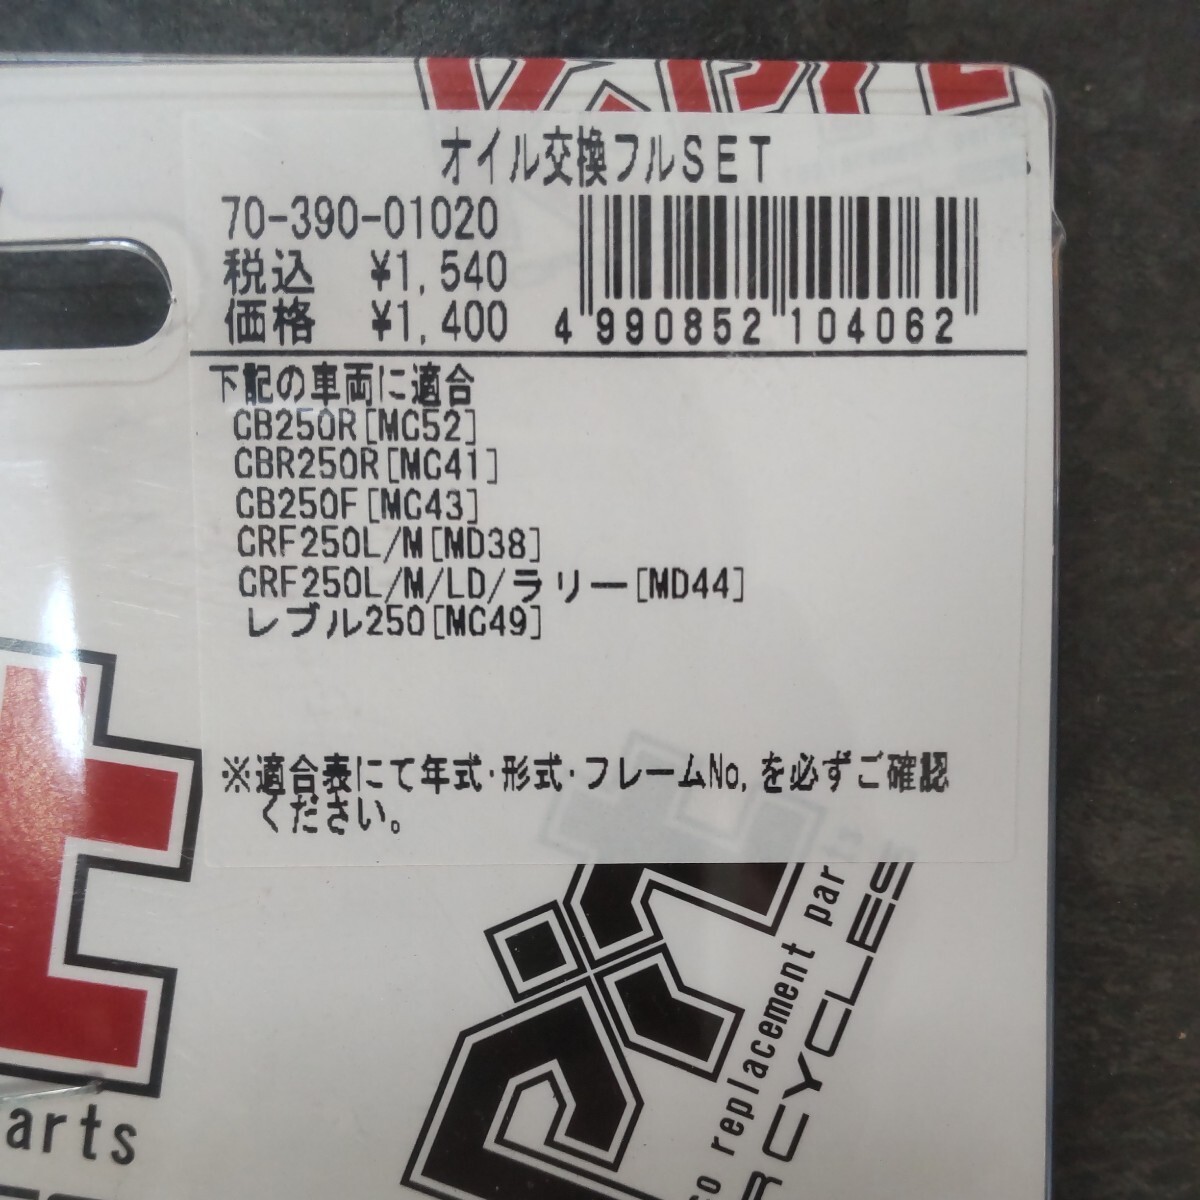 オイル交換フルSET
70-390-01020
税込 ¥1,540
価格 ¥1,400
4 990852 104062
下記の車両に適合
CB250R[MC52]
CBR250R[MC41]
CB250F[MC43]
CRF250L/M[MD38]
CRF250L/M/LD/ラリー[MD44]
レブル250[MC49]
※適合表にて年式・形式・フレームNo,を必ずご確認
ください。
replacement par
RCYCLES
arts